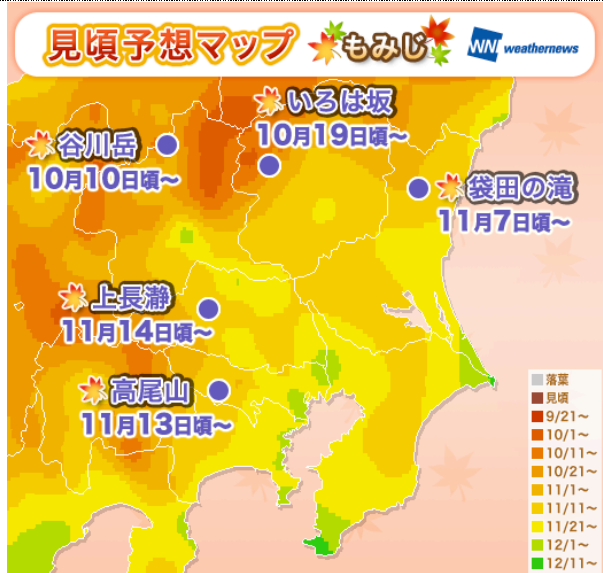 見頃予想マップ もみじ WNI weathernews
いろは坂
10月19日頃～
谷川岳
10月10日頃～
袋田の滝
11月7日頃～
上長瀞
11月14日頃～
高尾山
11月13日頃～
落葉
見頃
9/21～
10/1～
10/11～
10/21～
11/1～
11/11～
11/21～
12/1～
12/11～